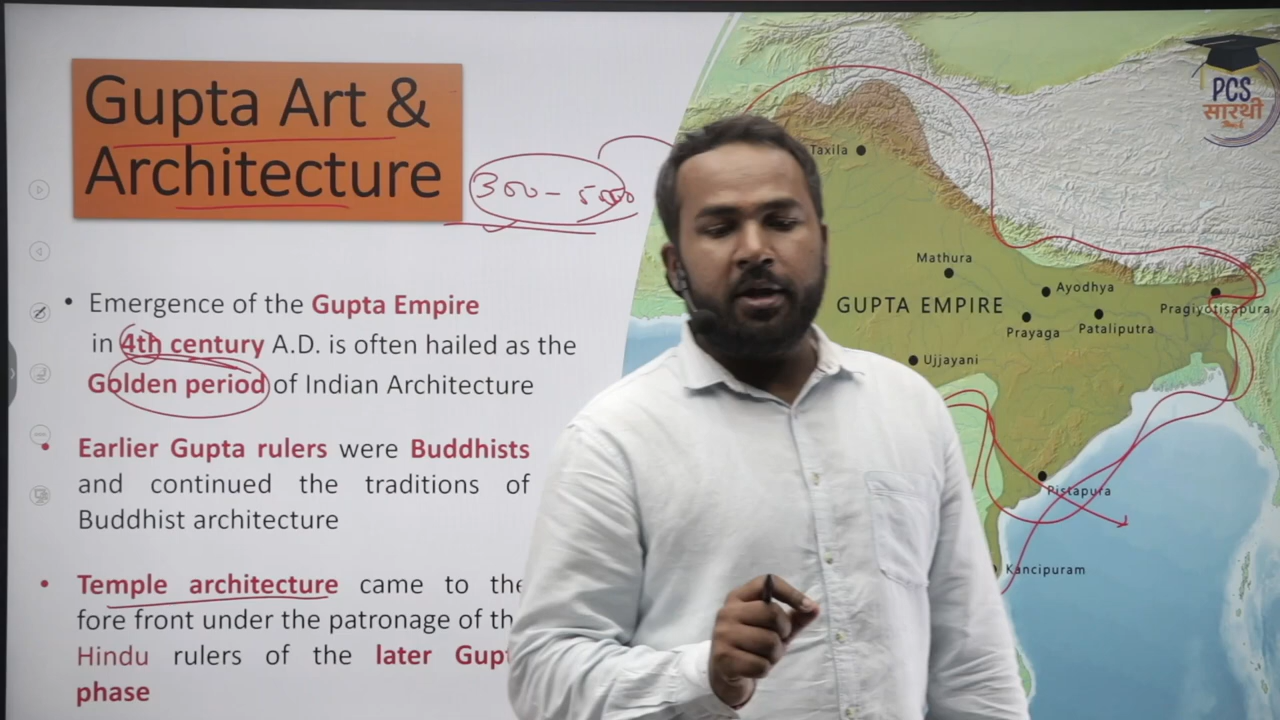 Gupta Art &
Architecture
300 – 500
• Emergence of the Gupta Empire
in 4th century A.D. is often hailed as the
Golden period of Indian Architecture
• Earlier Gupta rulers were Buddhists
and continued the traditions of
Buddhist architecture
• Temple architecture came to the
fore front under the patronage of th
Hindu rulers of the later Gupt
phase
PCS
सारथी
Taxila
Mathura
Ayodhya
GUPTA EMPIRE
Pragjyotisapura
Prayaga
Pataliputra
Ujjayani
Pistapura
Kancipuram